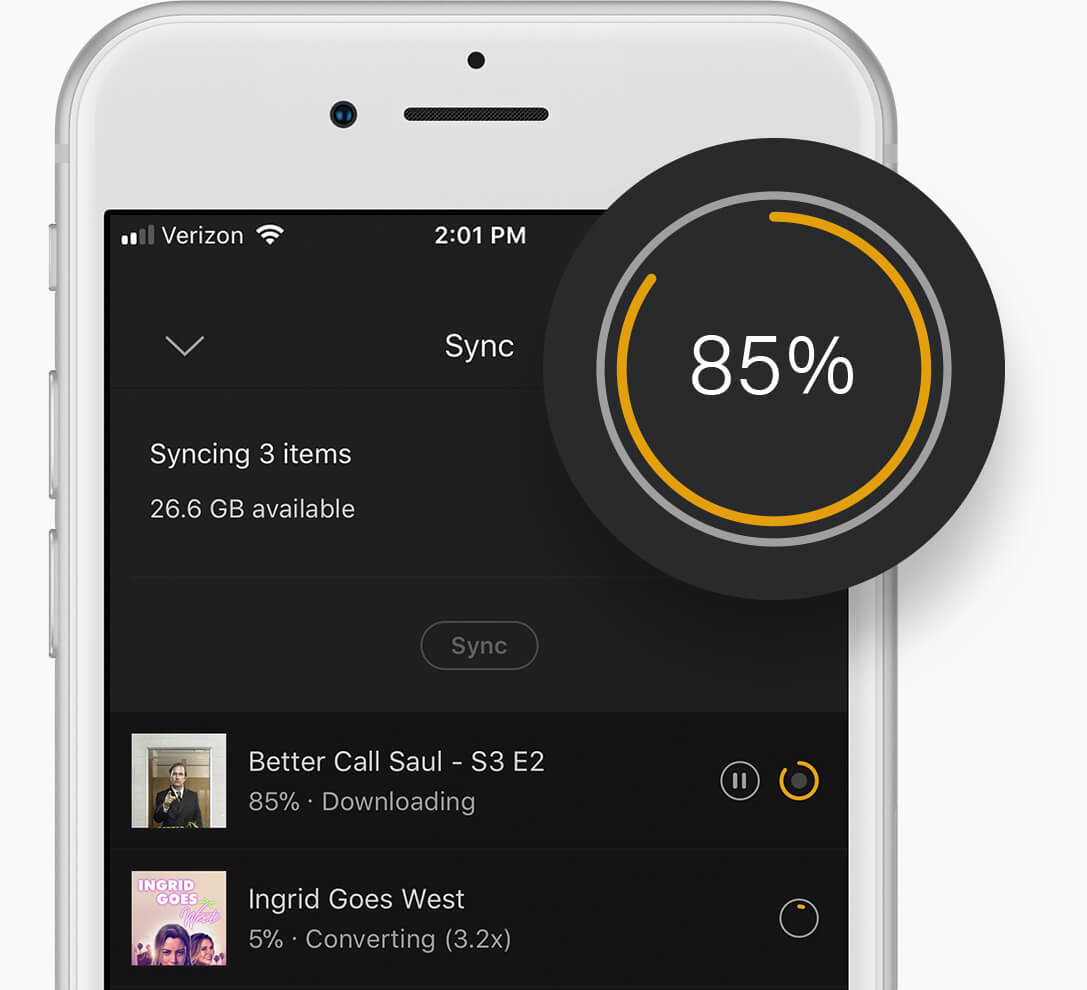 Verizon 2:01 PM
Sync
85%
Syncing 3 items
26.6 GB available
Sync
Better Call Saul - S3 E2
85% · Downloading
INGRID
GOES
West
Ingrid Goes West
5% · Converting (3.2x)